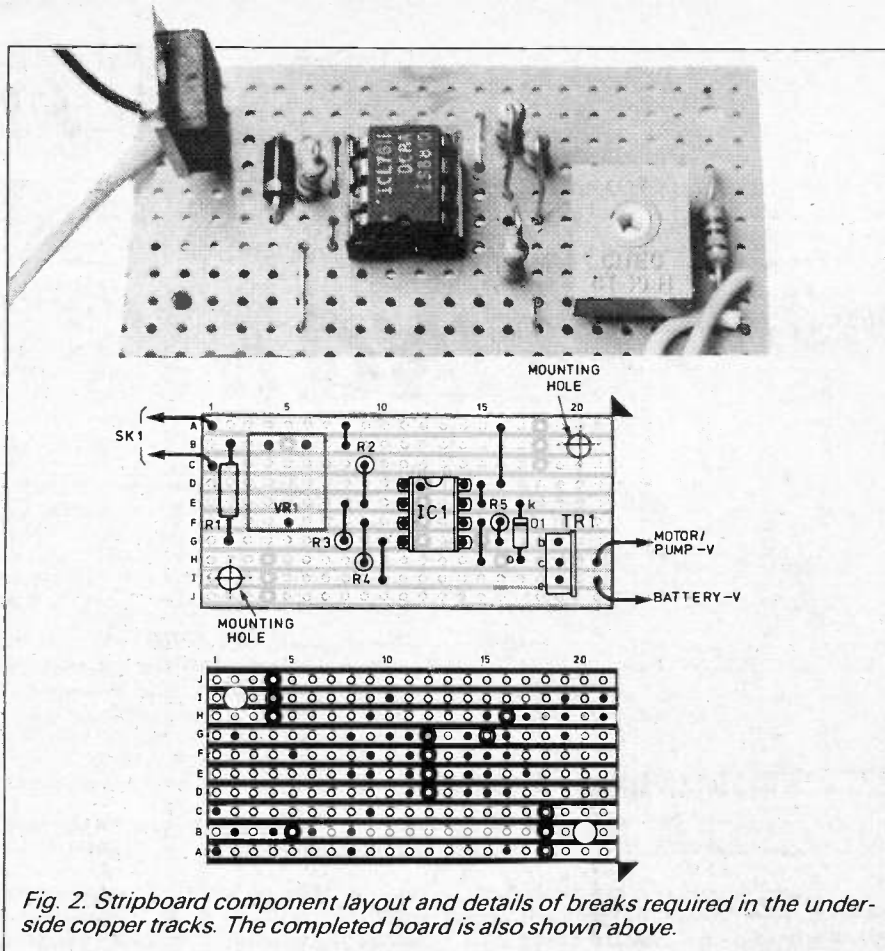 ICL7611
DCPA
MOUNTING
HOLE
1 5 10 15 20
A
B
C
D
E
F
G
H
I
J
SK1
R1
VR1
R2
R3
R4
IC1
R5
k
D1
a
TR1
b
c
e
MOTOR/
PUMP -V
BATTERY -V
MOUNTING
HOLE
1 5 10 15 20
J
I
H
G
F
E
D
C
B
A
Fig. 2. Stripboard component layout and details of breaks required in the under-
side copper tracks. The completed board is also shown above.